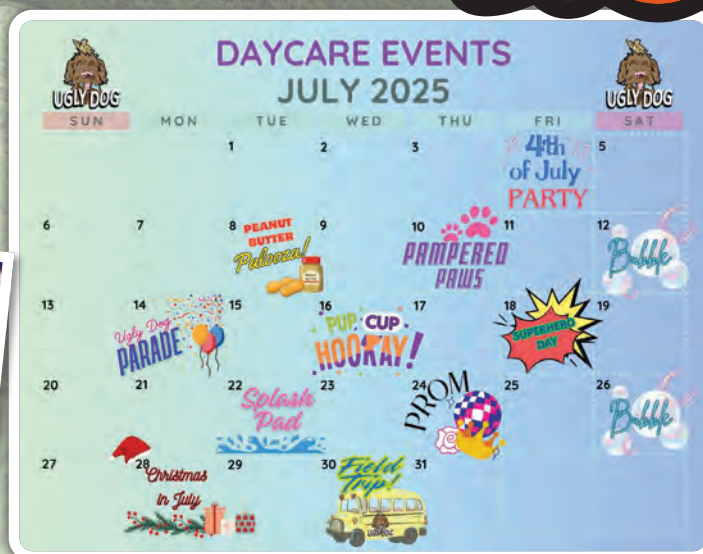 DAYCARE EVENTS
JULY 2025
UGLY DOG
UGLY DOG
SUN MON TUE WED THU FRI SAT
1 2 3 4th 5
of July
PARTY
6 7 8 9 10 11 12
PEANUT
BUTTER
Palooza!
PAMPERED
PAWS
Bubble
13 14 15 16 17 18 19
Ugly Dog
PARADE
PUP CUP
HOORAY!
SUPERHERO
DAY
20 21 22 23 24 25 26
Splash
Pad
PROM
Bubble
27 28 29 30 31
Christmas
in July
Field
Trip!
UGLY DOG